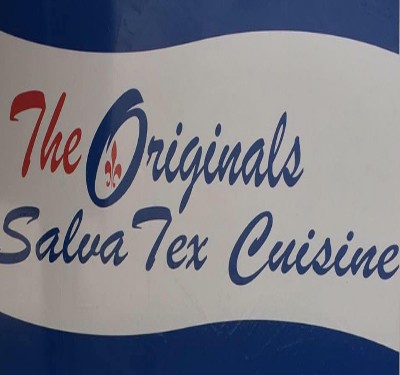 The Originals
SalvaTex Cuisine